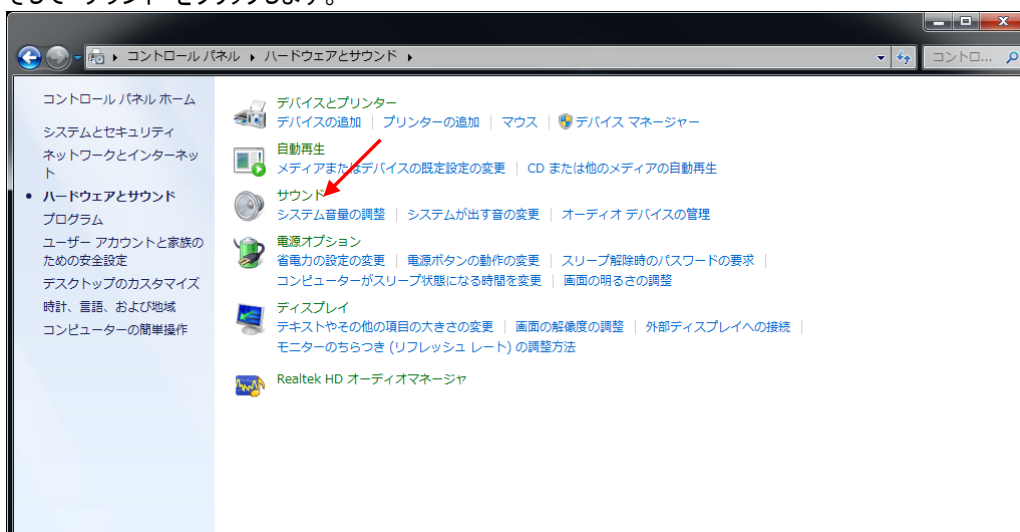 コントロール パネル ▸ ハードウェアとサウンド ▸
コントロ...
コントロール パネル ホーム
システムとセキュリティ
ネットワークとインターネッ
ト
• ハードウェアとサウンド
プログラム
ユーザー アカウントと家族の
ための安全設定
デスクトップのカスタマイズ
時計、言語、および地域
コンピューターの簡単操作
デバイスとプリンター
デバイスの追加 | プリンターの追加 | マウス | デバイス マネージャー
自動再生
メディアまたはデバイスの既定設定の変更 | CD または他のメディアの自動再生
サウンド
システム音量の調整 | システムが出す音の変更 | オーディオ デバイスの管理
電源オプション
省電力の設定の変更 | 電源ボタンの動作の変更 | スリープ解除時のパスワードの要求 |
コンピューターがスリープ状態になる時間を変更 | 画面の明るさの調整
ディスプレイ
テキストやその他の項目の大きさの変更 | 画面の解像度の調整 | 外部ディスプレイへの接続 |
モニターのちらつき (リフレッシュ レート) の調整方法
Realtek HD オーディオマネージャ